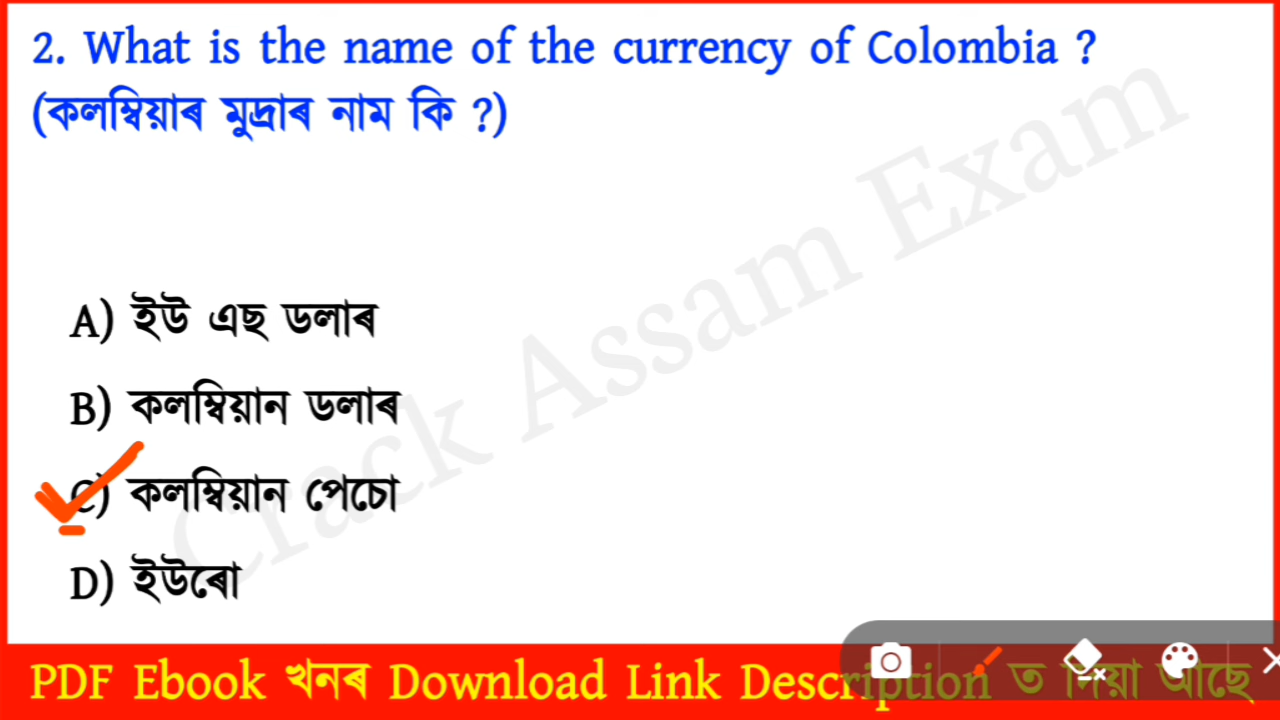 2. What is the name of the currency of Colombia ?
(কলম্বিয়াৰ মুদ্ৰাৰ নাম কি ?)
Crack Assam Exam
A) ইউ এছ ডলাৰ
B) কলম্বিয়ান ডলাৰ
C) কলম্বিয়ান পেচো
D) ইউৰো
PDF Ebook খনৰ Download Link Description ত দিয়া আছে